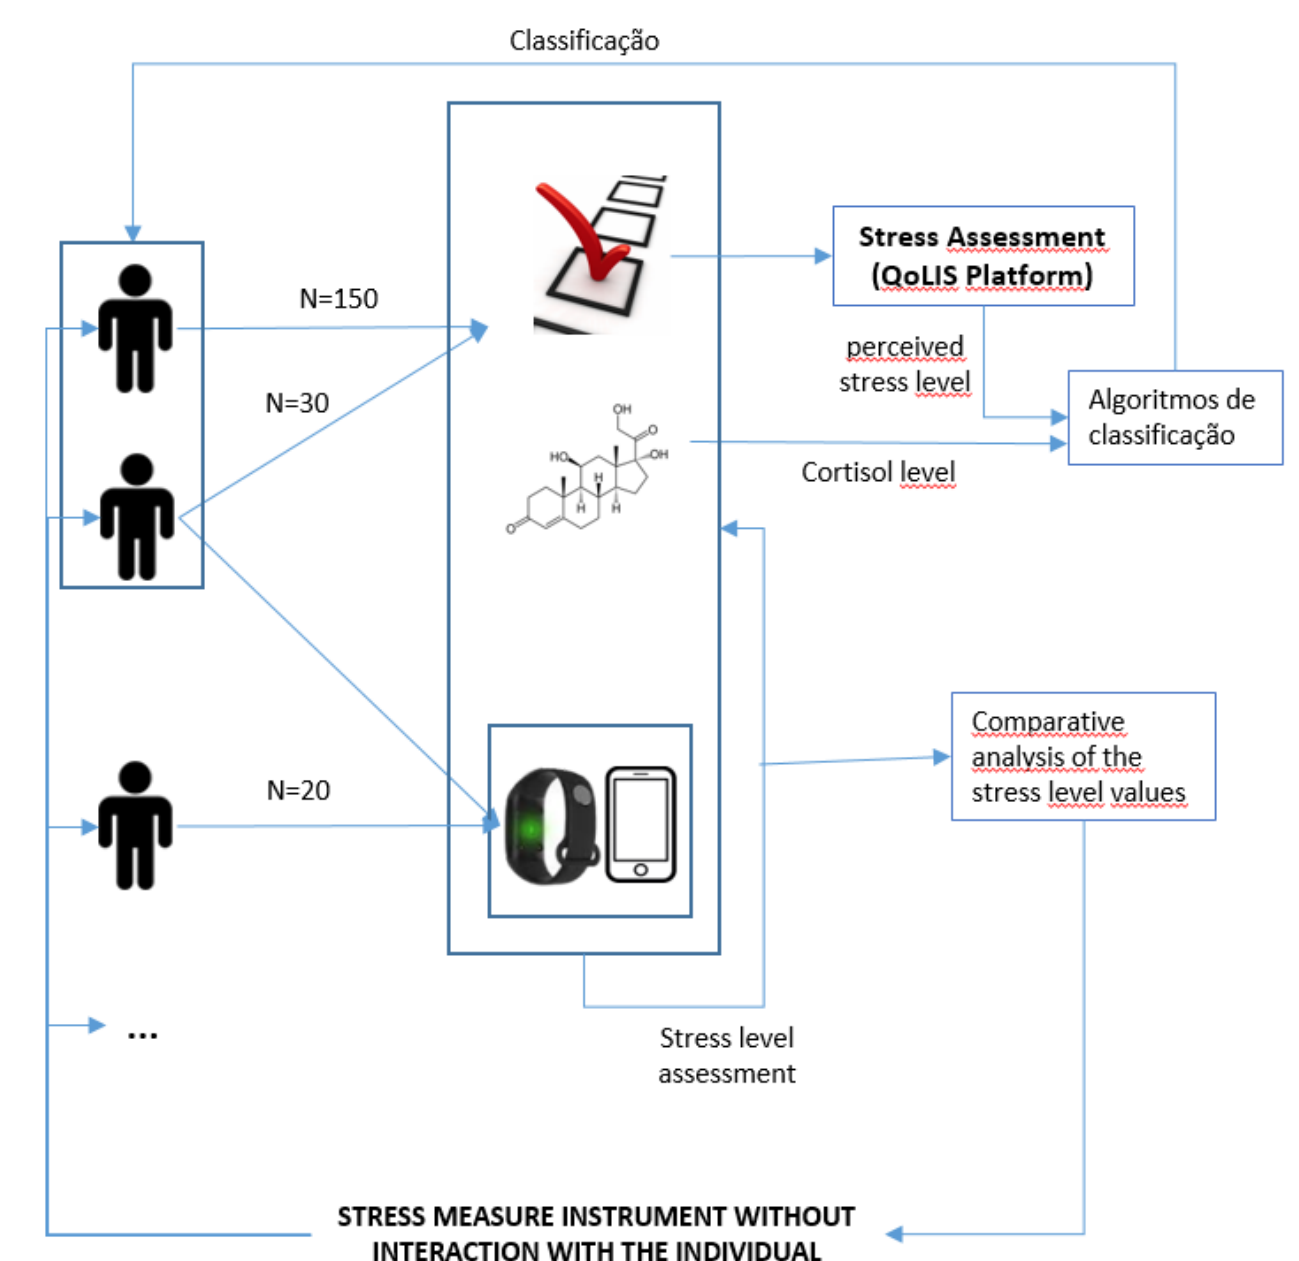 Classificação
N=150
N=30
Stress Assessment
(QoLIS Platform)
perceived
stress level
Algoritmos de
classificação
Cortisol level
OH
O
HO
OH
H
H
H
O
N=20
Comparative
analysis of the
stress level values
...
Stress level
assessment
STRESS MEASURE INSTRUMENT WITHOUT
INTERACTION WITH THE INDIVIDUAL